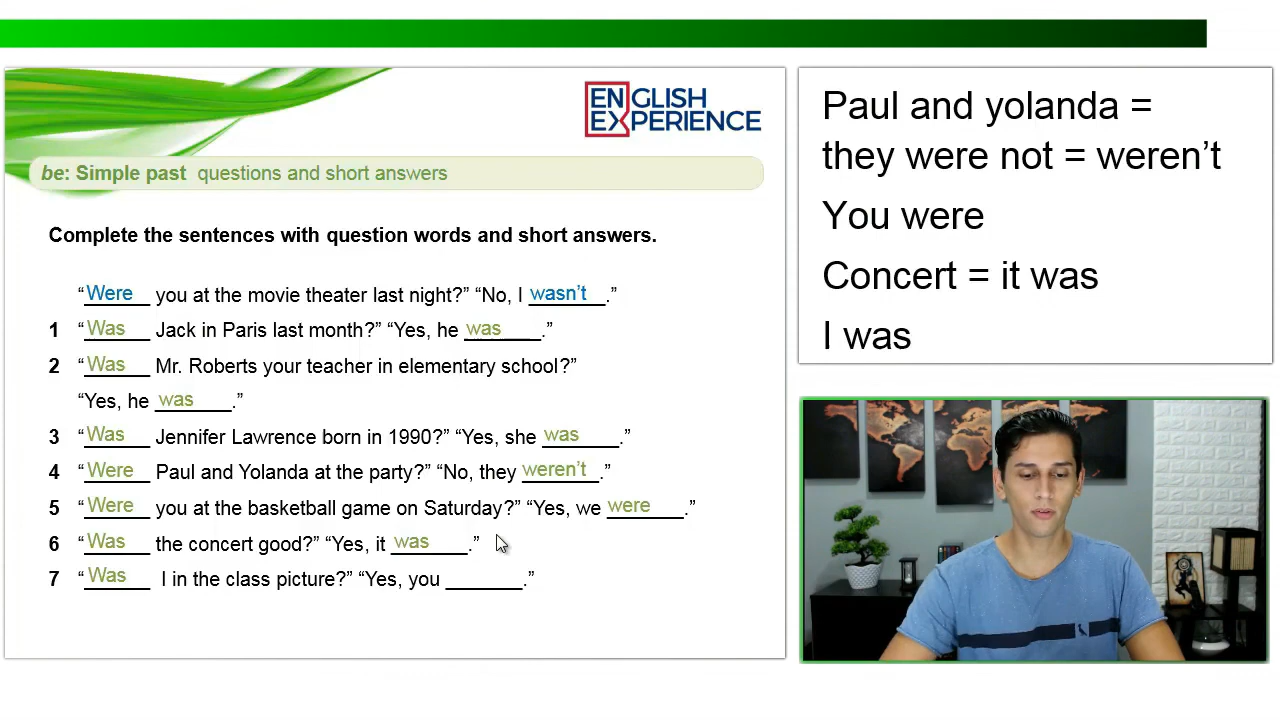 ENGLISH
EXPERIENCE
be: Simple past questions and short answers
Complete the sentences with question words and short answers.
“Were you at the movie theater last night?” “No, I wasn’t.”
1 “Was Jack in Paris last month?” “Yes, he was.”
2 “Was Mr. Roberts your teacher in elementary school?”
“Yes, he was.”
3 “Was Jennifer Lawrence born in 1990?” “Yes, she was.”
4 “Were Paul and Yolanda at the party?” “No, they weren’t.”
5 “Were you at the basketball game on Saturday?” “Yes, we were.”
6 “Was the concert good?” “Yes, it was.”
7 “Was I in the class picture?” “Yes, you _______.”
Paul and yolanda =
they were not = weren’t
You were
Concert = it was
I was